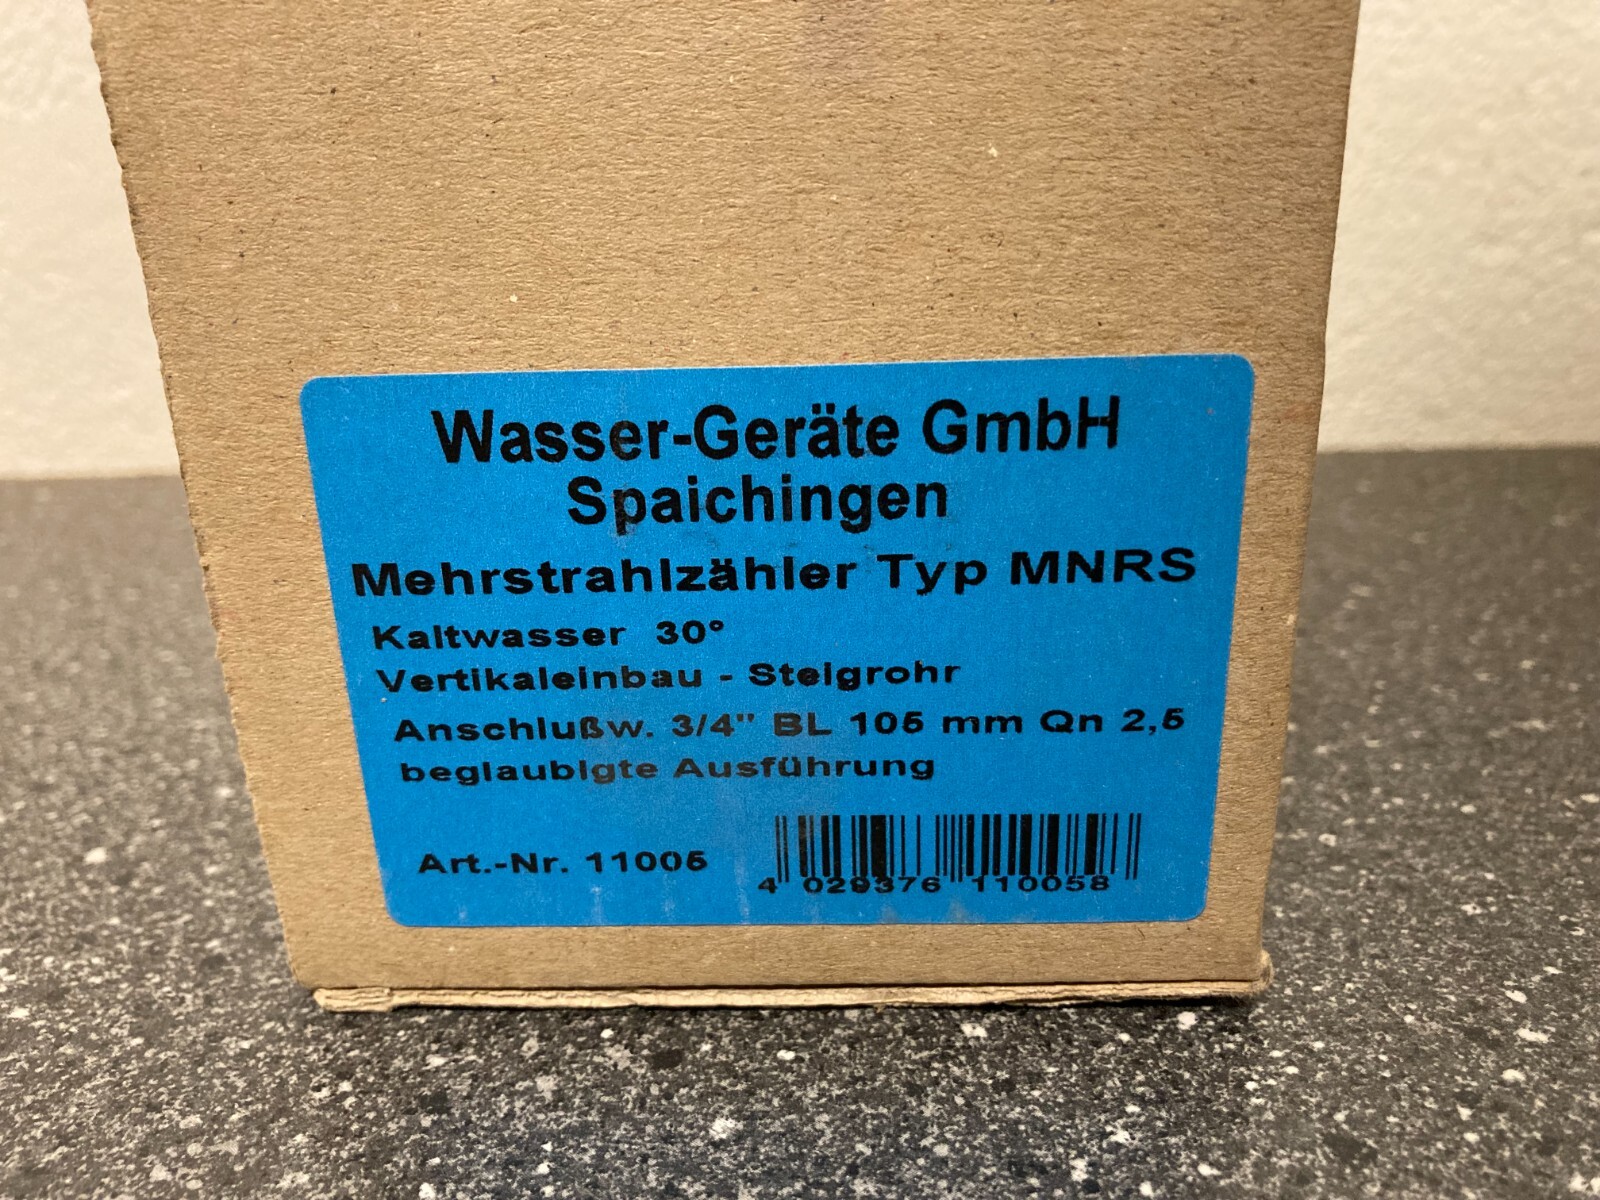 Wasser-Geräte GmbH
Spaichingen
Mehrstrahlzähler Typ MNRS
Kaltwasser 30°
Vertikaleinbau - Steigrohr
Anschlußw. 3/4" BL 105 mm Qn 2,5
beglaubigte Ausführung
Art.-Nr. 11005
4 029376 110058